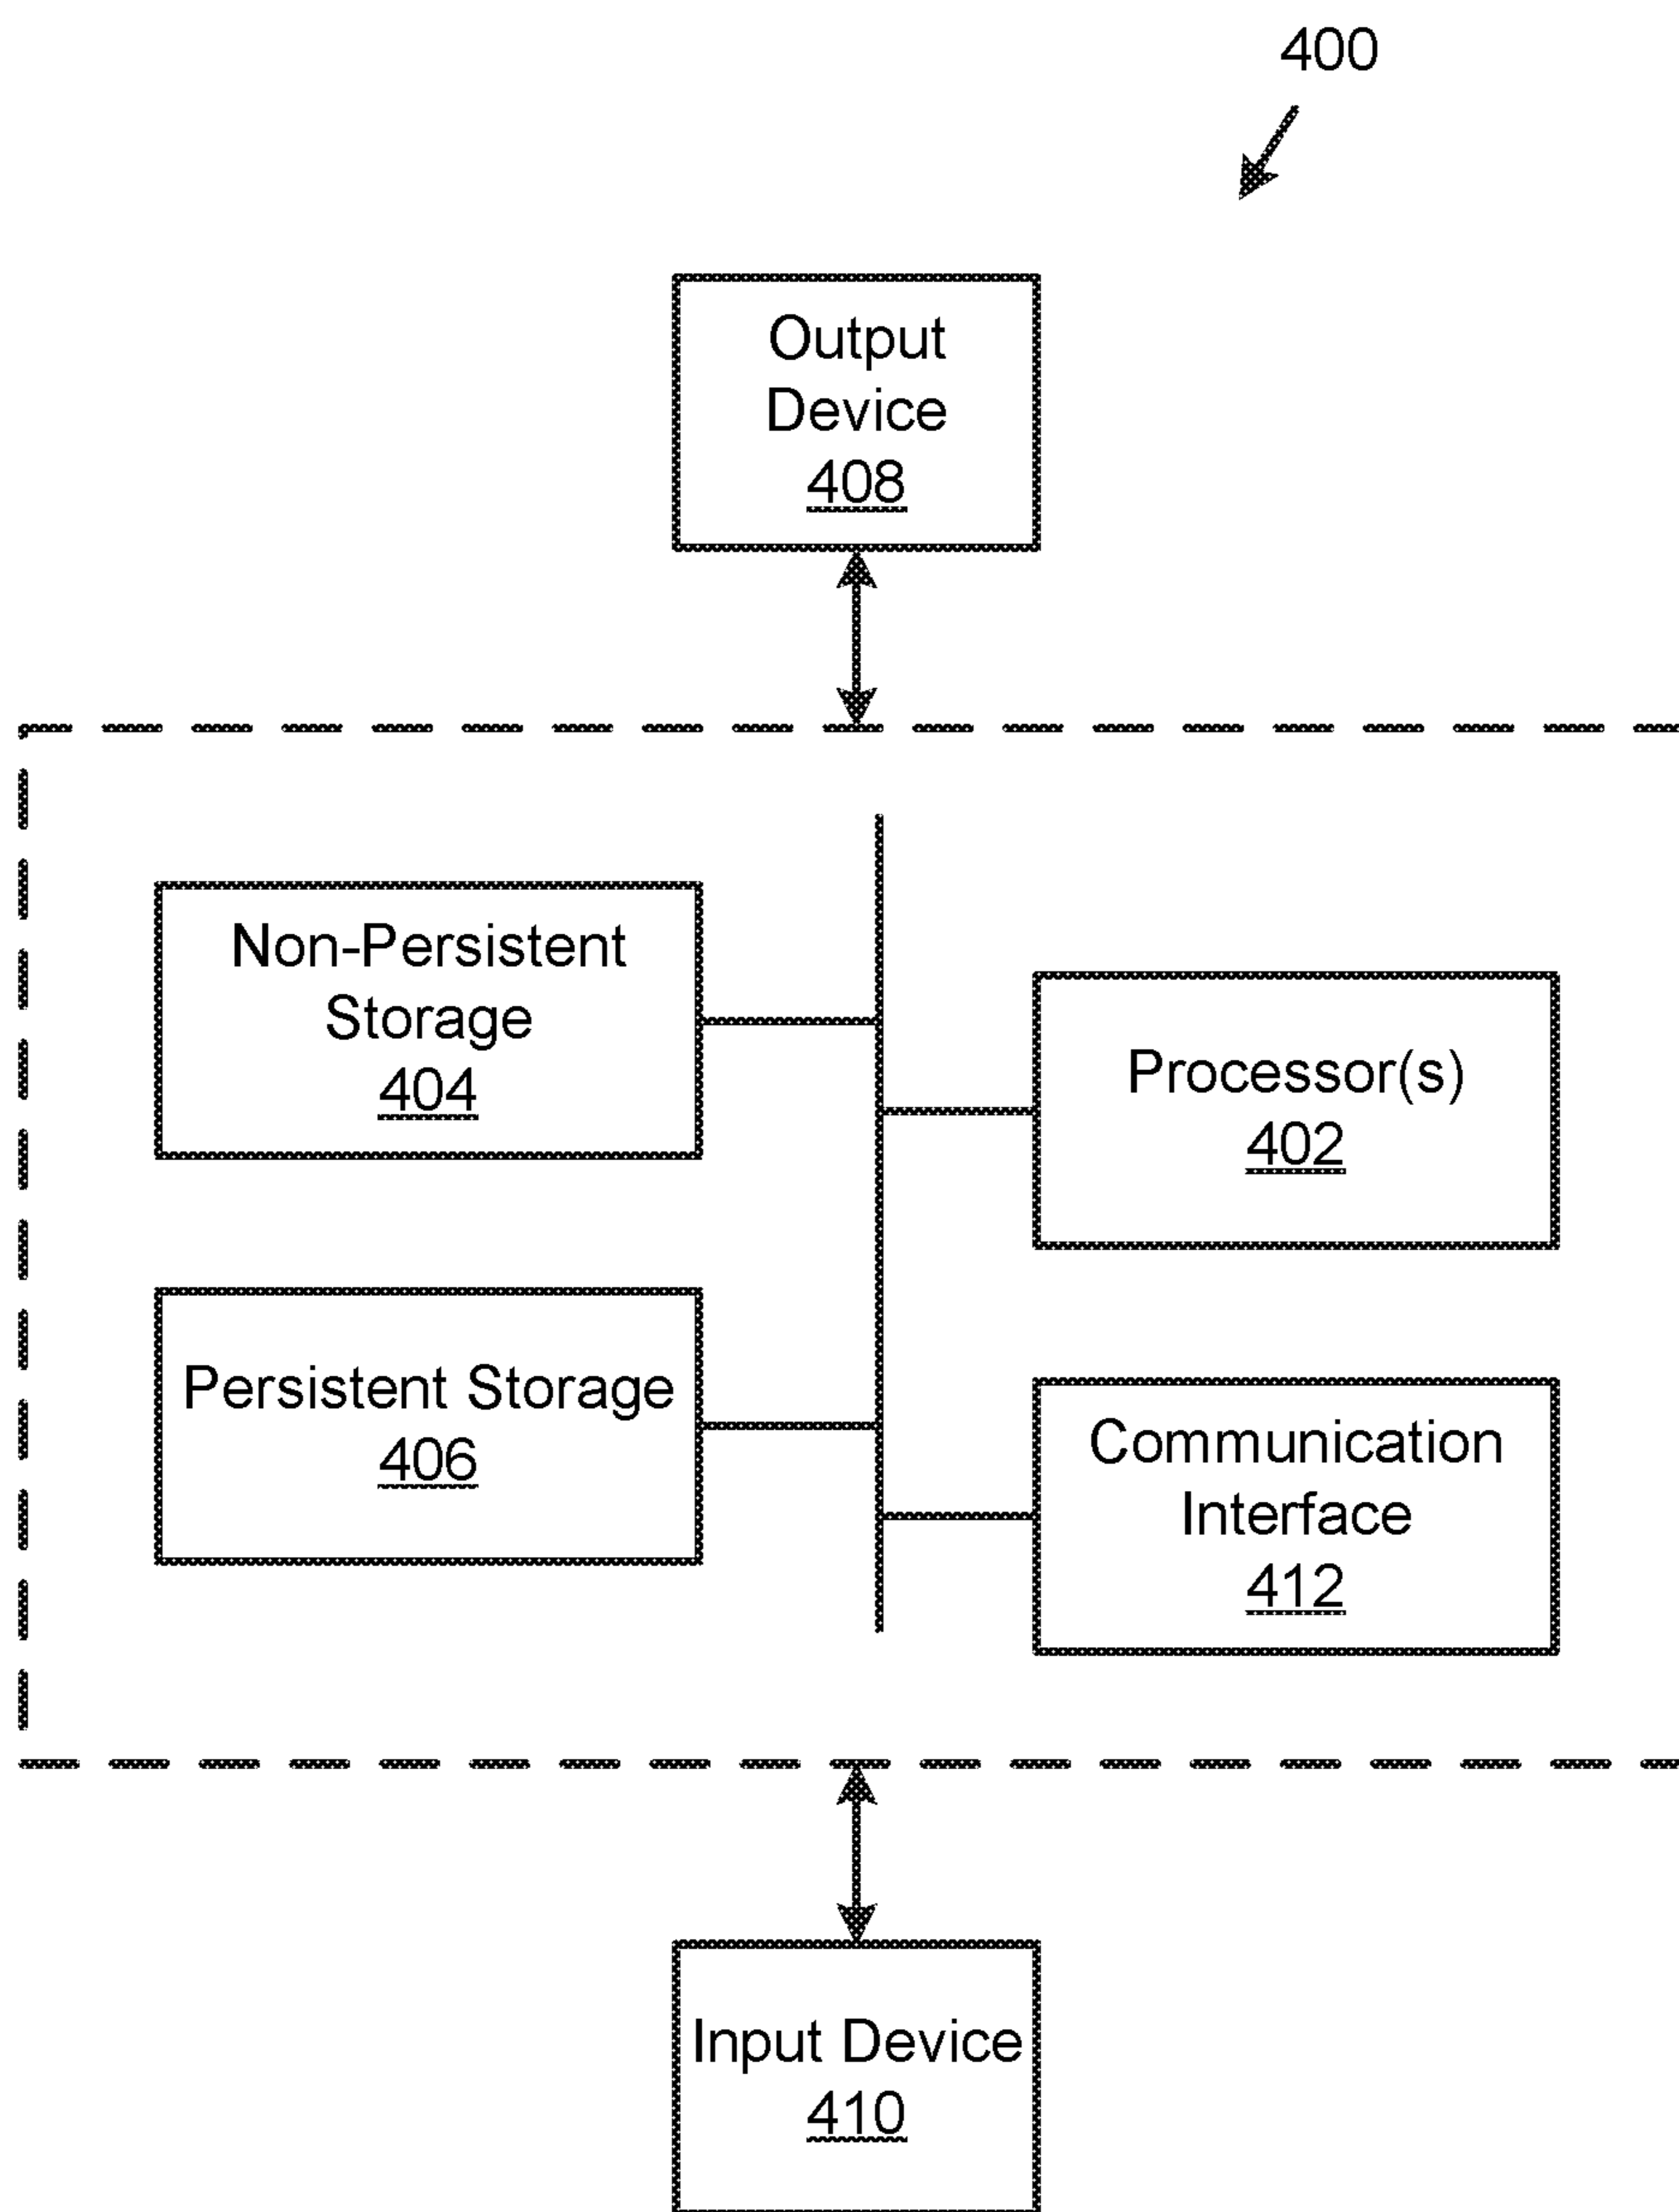 400
Output
Device
408
Non-Persistent
Storage
404
Processor(s)
402
Persistent Storage
406
Communication
Interface
412
Input Device
410